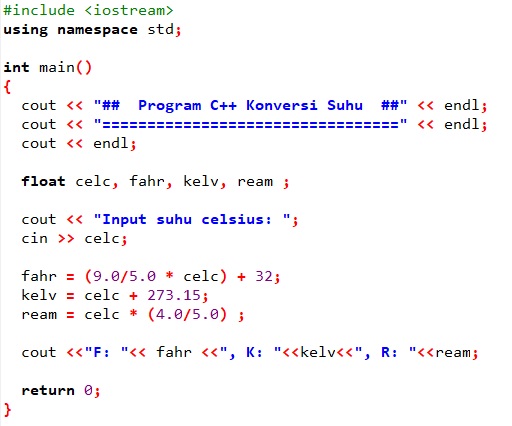 #include <iostream>
using namespace std;
int main()
{
cout << "##  Program C++ Konversi Suhu  ##" << endl;
cout << "=================================" << endl;
cout << endl;
float celc, fahr, kelv, ream ;
cout << "Input suhu celsius: ";
cin >> celc;
fahr = (9.0/5.0 * celc) + 32;
kelv = celc + 273.15;
ream = celc * (4.0/5.0) ;
cout <<"F: "<< fahr <<", K: "<<kelv<<", R: "<<ream;
return 0;
}